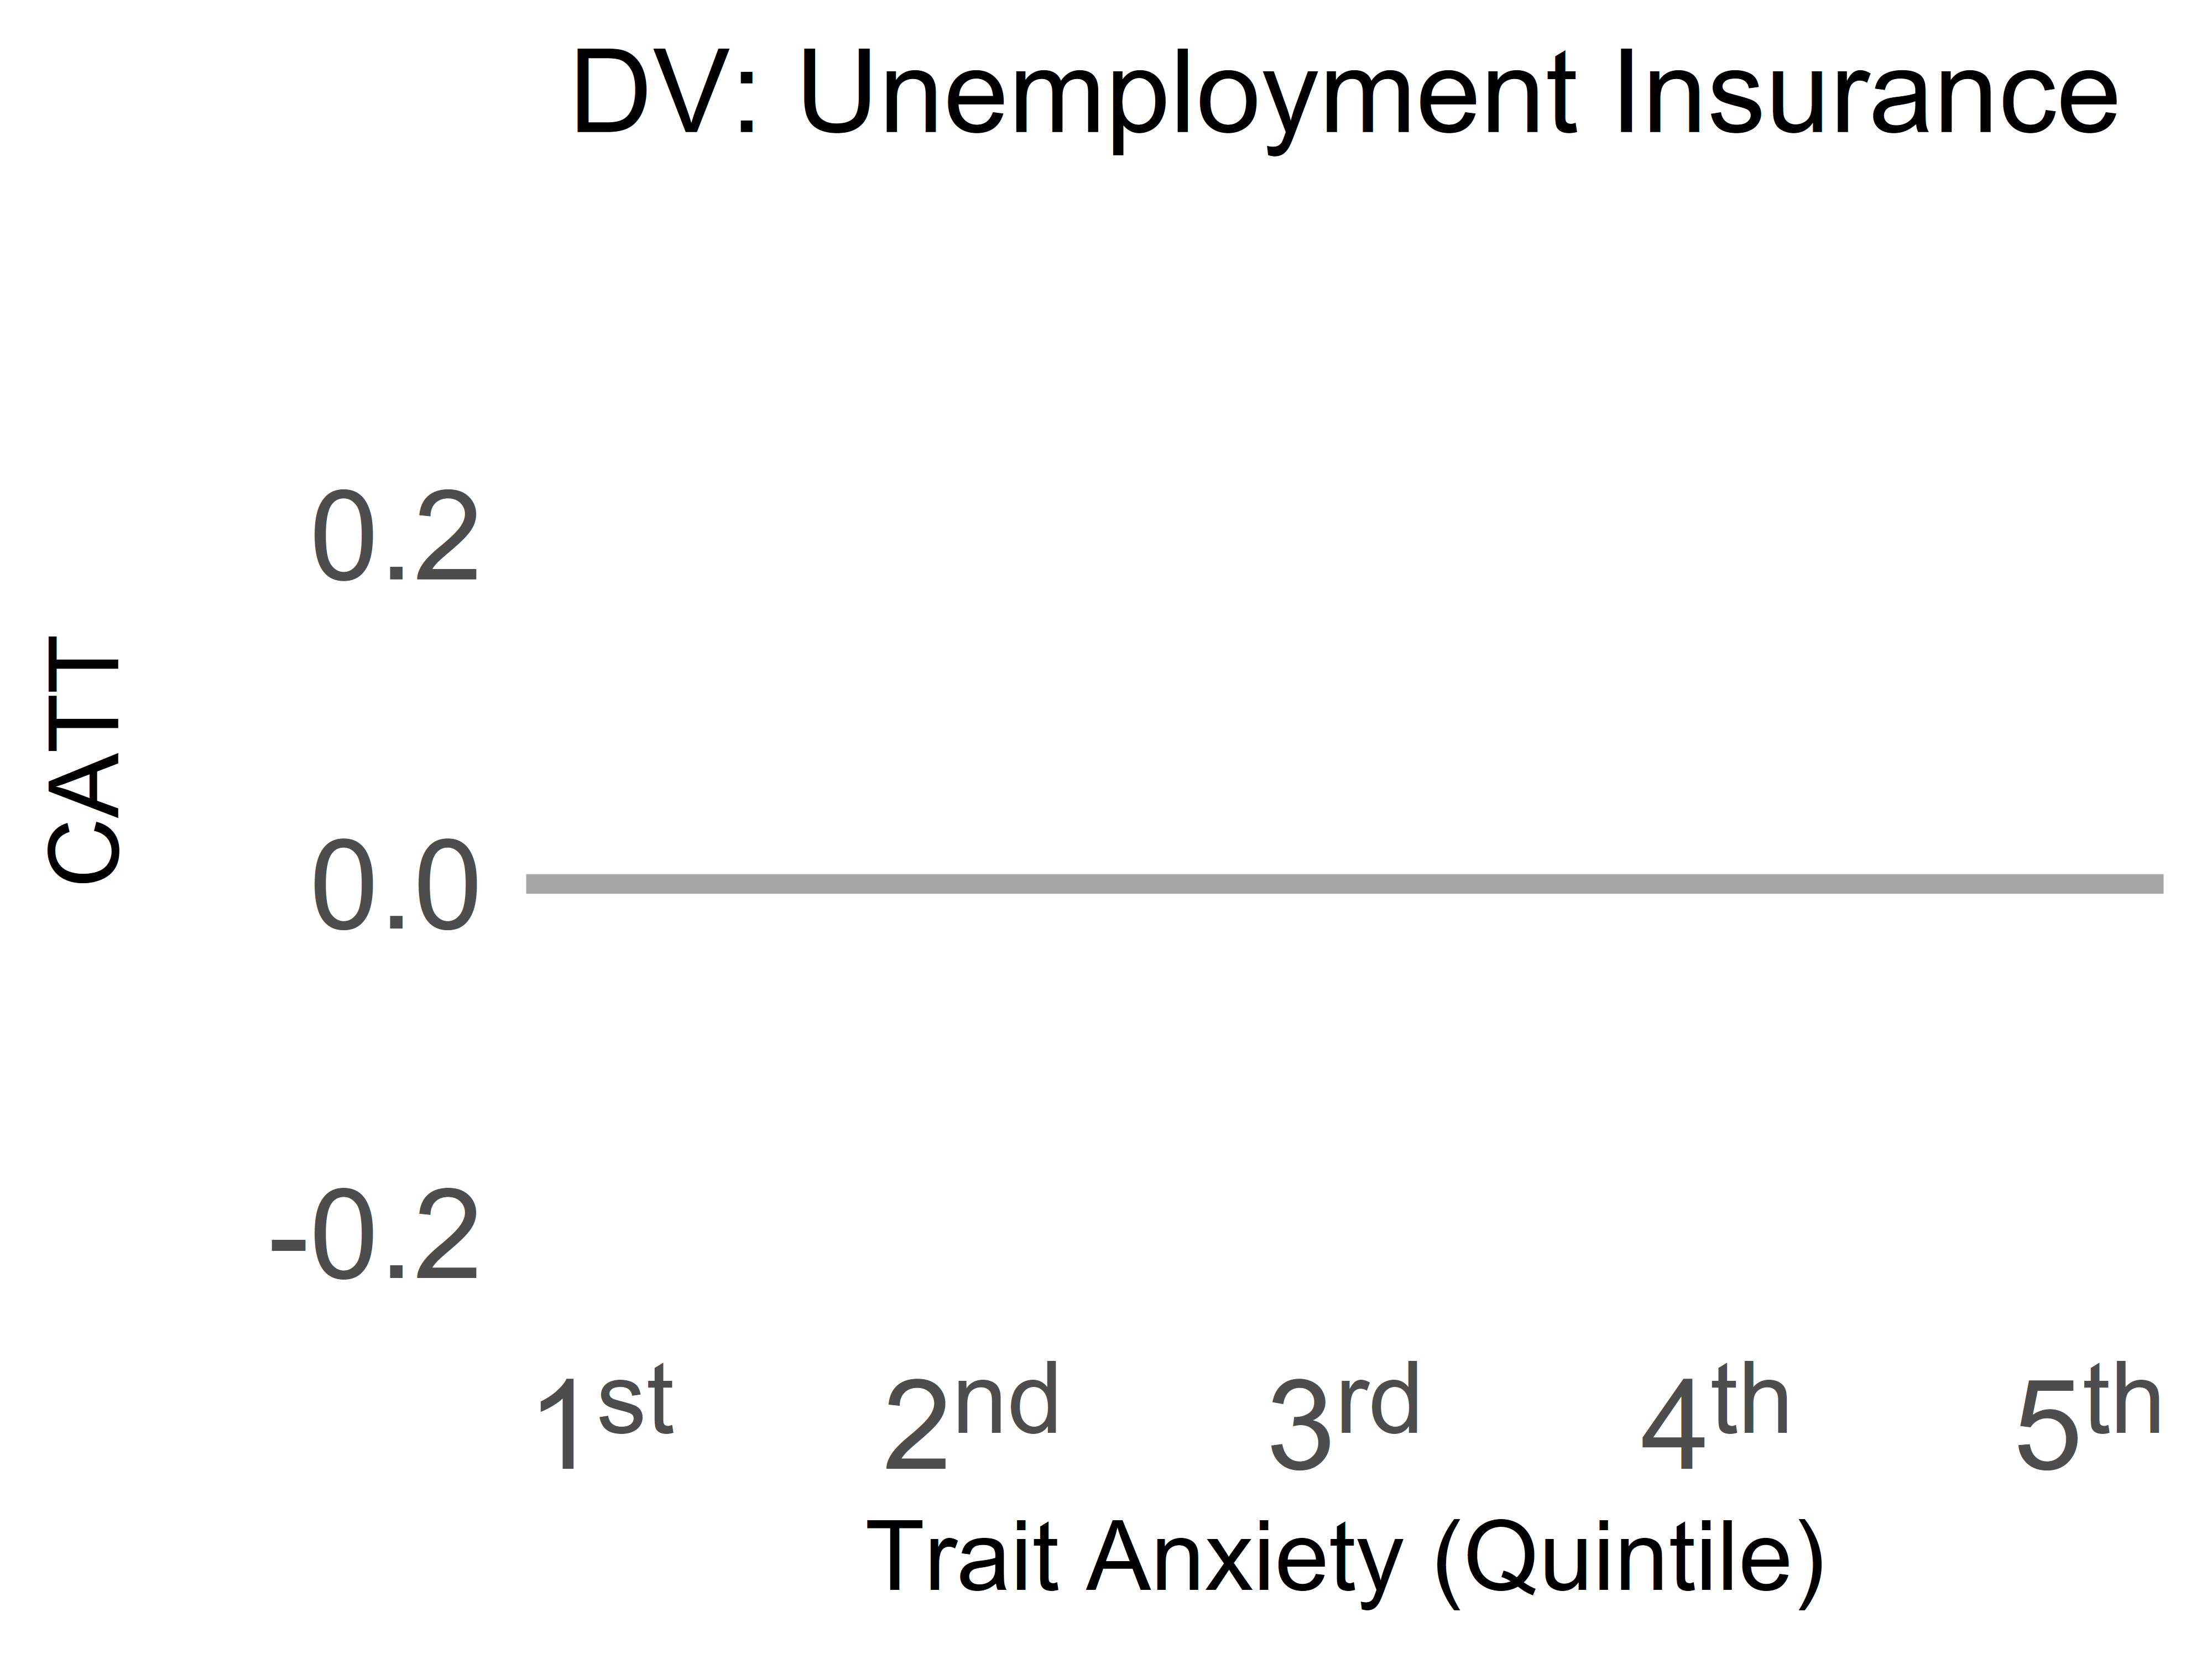 DV: Unemployment Insurance
CATT
0.2
0.0
-0.2
1st 2nd 3rd 4th 5th
Trait Anxiety (Quintile)